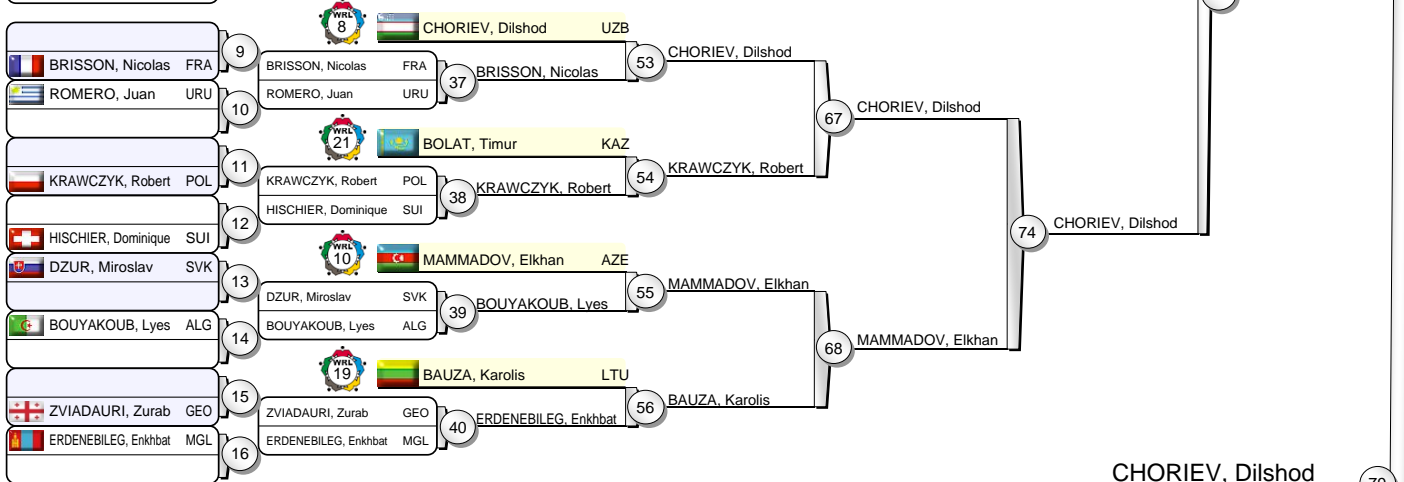 WRL
8
CHORIEV, Dilshod UZB
9
BRISSON, Nicolas FRA
BRISSON, Nicolas FRA
37
BRISSON, Nicolas
53
CHORIEV, Dilshod
ROMERO, Juan URU
10
ROMERO, Juan URU
67
CHORIEV, Dilshod
WRL
21
BOLAT, Timur KAZ
11
KRAWCZYK, Robert POL
KRAWCZYK, Robert POL
38
KRAWCZYK, Robert
54
KRAWCZYK, Robert
12
HISCHIER, Dominique SUI
HISCHIER, Dominique SUI
74
CHORIEV, Dilshod
WRL
10
MAMMADOV, Elkhan AZE
DZUR, Miroslav SVK
13
DZUR, Miroslav SVK
39
BOUYAKOUB, Lyes
55
MAMMADOV, Elkhan
BOUYAKOUB, Lyes ALG
14
BOUYAKOUB, Lyes ALG
68
MAMMADOV, Elkhan
WRL
19
BAUZA, Karolis LTU
15
ZVIADAURI, Zurab GEO
ZVIADAURI, Zurab GEO
40
ERDENEBILEG, Enkhbat
56
BAUZA, Karolis
ERDENEBILEG, Enkhbat MGL
16
ERDENEBILEG, Enkhbat MGL
CHORIEV, Dilshod